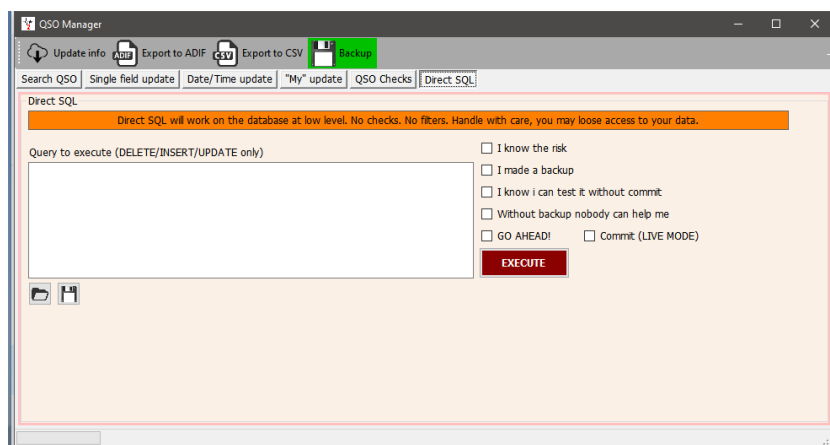 QSO Manager
Update info ADIF Export to ADIF CSV Export to CSV Backup
Search QSO Single field update Date/Time update "My" update QSO Checks Direct SQL
Direct SQL
Direct SQL will work on the database at low level. No checks. No filters. Handle with care, you may loose access to your data.
Query to execute (DELETE/INSERT/UPDATE only)
I know the risk
I made a backup
I know i can test it without commit
Without backup nobody can help me
GO AHEAD! Commit (LIVE MODE)
EXECUTE